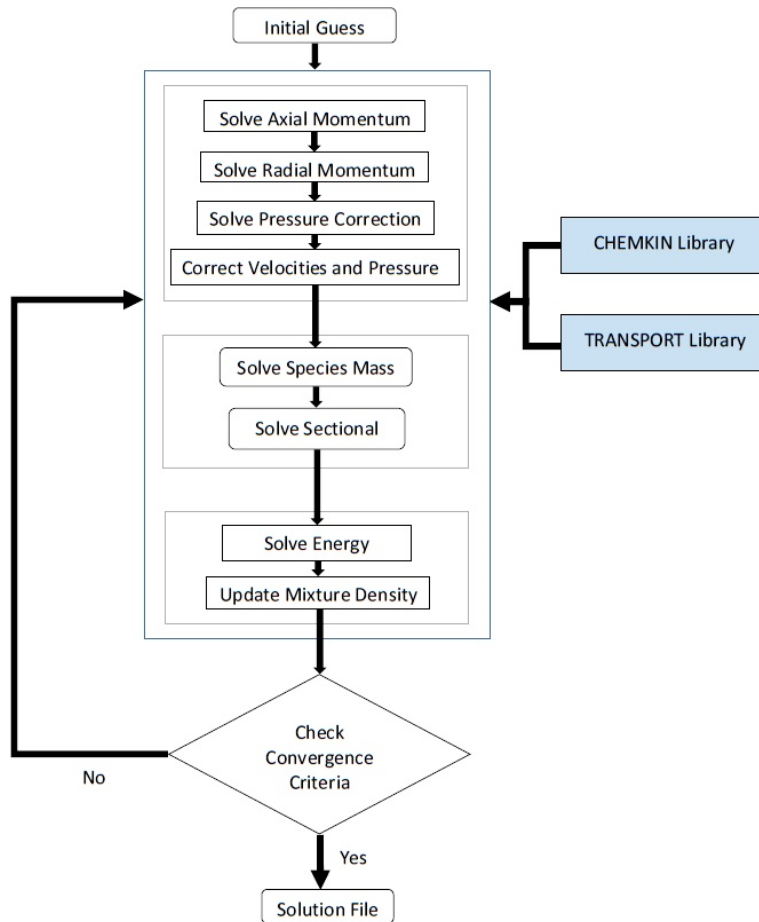 Initial Guess
Solve Axial Momentum
Solve Radial Momentum
Solve Pressure Correction
Correct Velocities and Pressure
CHEMKIN Library
TRANSPORT Library
Solve Species Mass
Solve Sectional
Solve Energy
Update Mixture Density
Check
Convergence
Criteria
No
Yes
Solution File